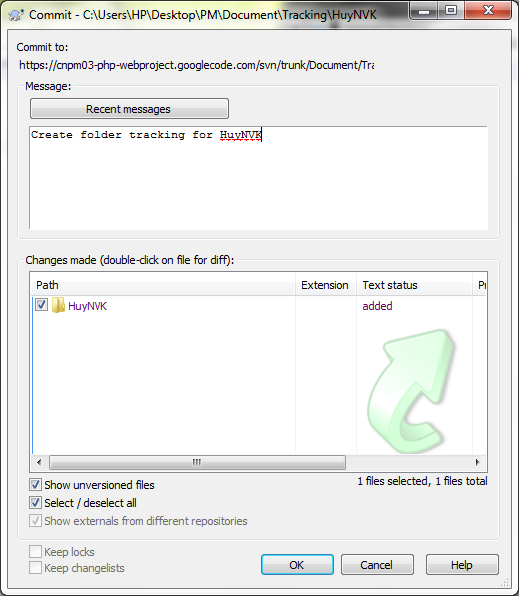 Commit - C:\Users\HP\Desktop\PM\Document\Tracking\HuyNVK
Commit to:
https://cnpm03-php-webproject.googlecode.com/svn/trunk/Document/Tra
Message:
Recent messages
Create folder tracking for HuyNVK
Changes made (double-click on file for diff):
Path Extension Text status Pr
HuyNVK added
1 files selected, 1 files total
Show unversioned files
Select / deselect all
Show externals from different repositories
Keep locks
Keep changelists
OK Cancel Help